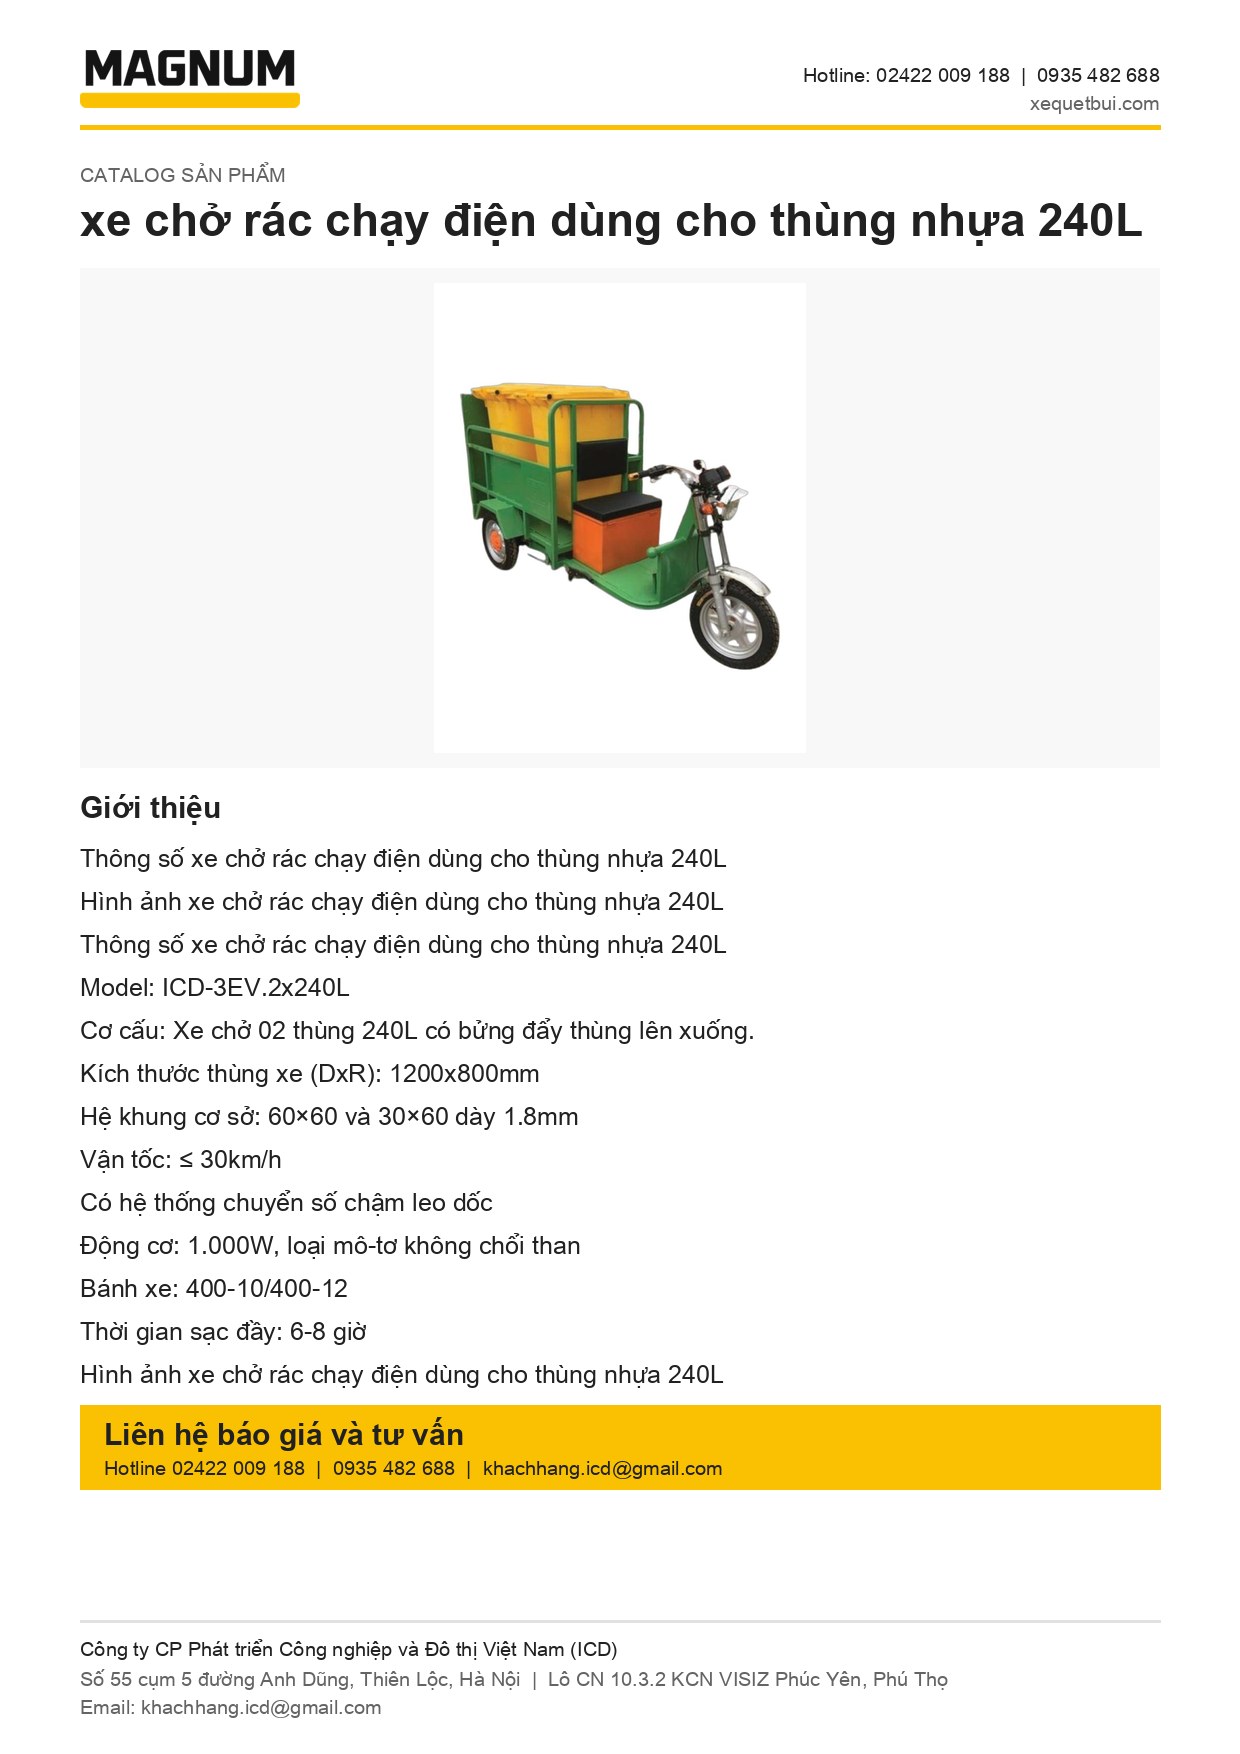 MAGNUM
Hotline: 02422 009 188 | 0935 482 688
xequetbui.com
CATALOG SẢN PHẨM
xe chở rác chạy điện dùng cho thùng nhựa 240L
Giới thiệu
Thông số xe chở rác chạy điện dùng cho thùng nhựa 240L
Hình ảnh xe chở rác chạy điện dùng cho thùng nhựa 240L
Thông số xe chở rác chạy điện dùng cho thùng nhựa 240L
Model: ICD-3EV.2x240L
Cơ cấu: Xe chở 02 thùng 240L có bửng đẩy thùng lên xuống.
Kích thước thùng xe (DxR): 1200x800mm
Hệ khung cơ sở: 60×60 và 30×60 dày 1.8mm
Vận tốc: ≤ 30km/h
Có hệ thống chuyển số chậm leo dốc
Động cơ: 1.000W, loại mô-tơ không chổi than
Bánh xe: 400-10/400-12
Thời gian sạc đầy: 6-8 giờ
Hình ảnh xe chở rác chạy điện dùng cho thùng nhựa 240L
Liên hệ báo giá và tư vấn
Hotline 02422 009 188 | 0935 482 688 | khachhang.icd@gmail.com
Công ty CP Phát triển Công nghiệp và Đô thị Việt Nam (ICD)
Số 55 cụm 5 đường Anh Dũng, Thiên Lộc, Hà Nội | Lô CN 10.3.2 KCN VISIZ Phúc Yên, Phú Thọ
Email: khachhang.icd@gmail.com